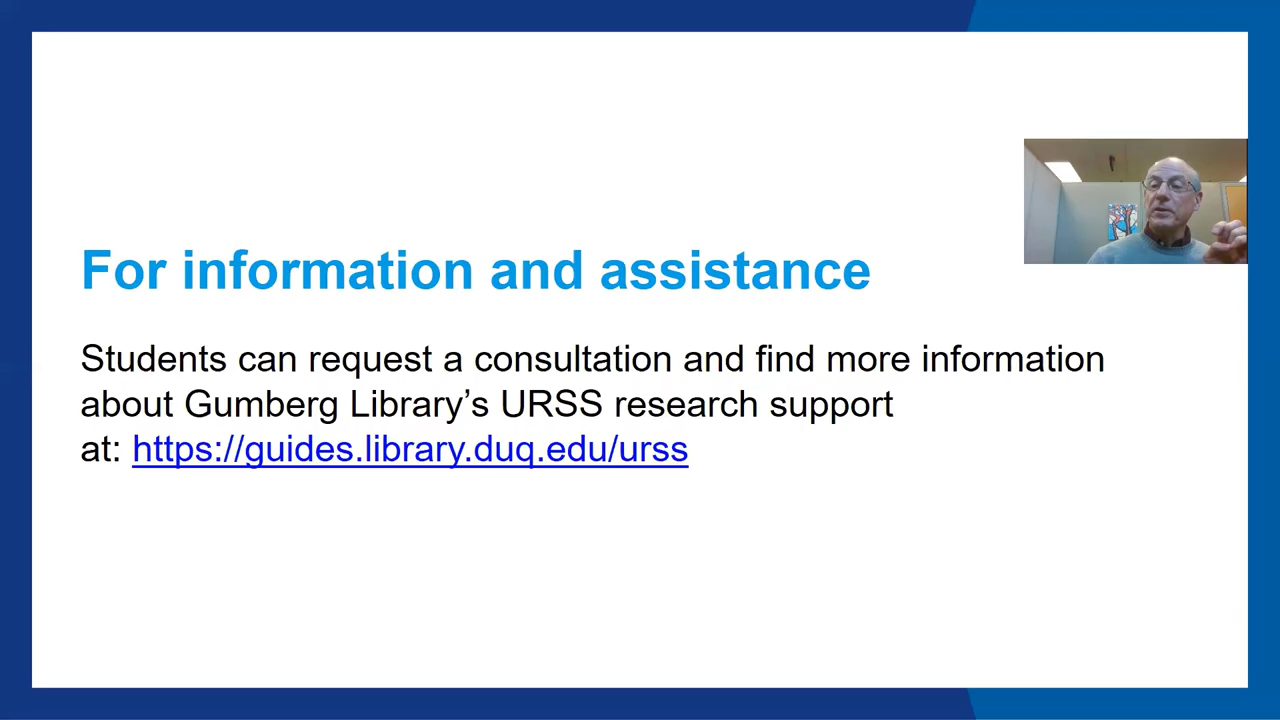 For information and assistance
Students can request a consultation and find more information
about Gumberg Library’s URSS research support
at: https://guides.library.duq.edu/urss